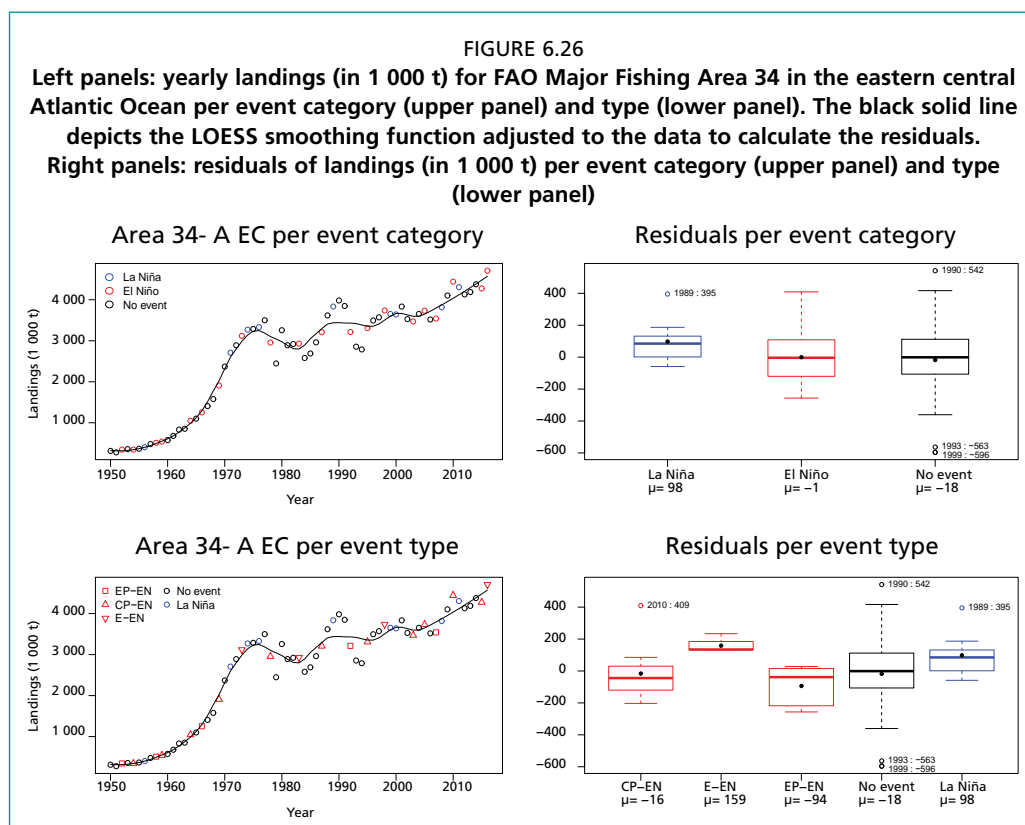 FIGURE 6.26
Left panels: yearly landings (in 1 000 t) for FAO Major Fishing Area 34 in the eastern central
Atlantic Ocean per event category (upper panel) and type (lower panel). The black solid line
depicts the LOESS smoothing function adjusted to the data to calculate the residuals.
Right panels: residuals of landings (in 1 000 t) per event category (upper panel) and type
(lower panel)
Area 34- A EC per event category
La Niña
El Niño
No event
Landings (1 000 t)
4 000
3 000
2 000
1 000
1950 1960 1970 1980 1990 2000 2010
Year
Residuals per event category
400
200
0
−200
−400
−600
1989 : 395
1990 : 542
1993 : −563
1999 : −596
La Niña El Niño No event
μ= 98 μ= −1 μ= −18
Area 34- A EC per event type
EP−EN No event
CP−EN La Niña
E−EN
Landings (1 000 t)
4 000
3 000
2 000
1 000
1950 1960 1970 1980 1990 2000 2010
Year
Residuals per event type
400
200
0
−200
−400
−600
2010 : 409
1990 : 542
1989 : 395
1993 : −563
1999 : −596
CP−EN E−EN EP−EN No event La Niña
μ= −16 μ= 159 μ= −94 μ= −18 μ= 98